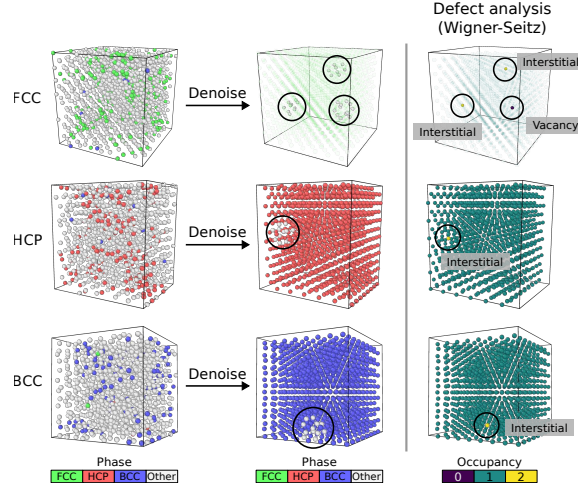 Defect analysis
(Wigner-Seitz)
FCC
Denoise
Interstitial
Interstitial
Vacancy
HCP
Denoise
Interstitial
BCC
Denoise
Interstitial
Phase
FCC HCP BCC Other
Phase
FCC HCP BCC Other
Occupancy
0 1 2